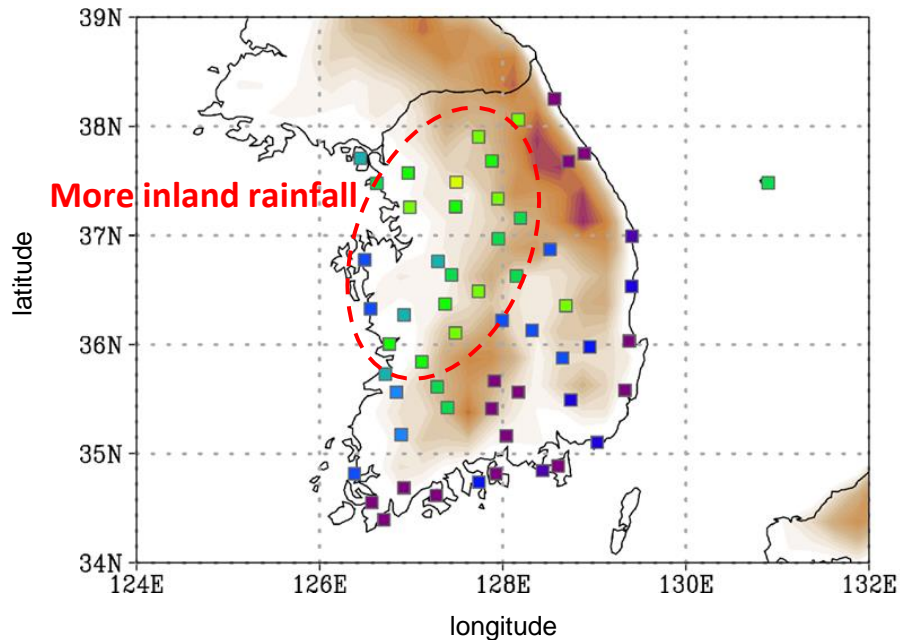 39N
38N
More inland rainfall
37N
latitude
36N
35N
34N
124E 126E 128E 130E 132E
longitude